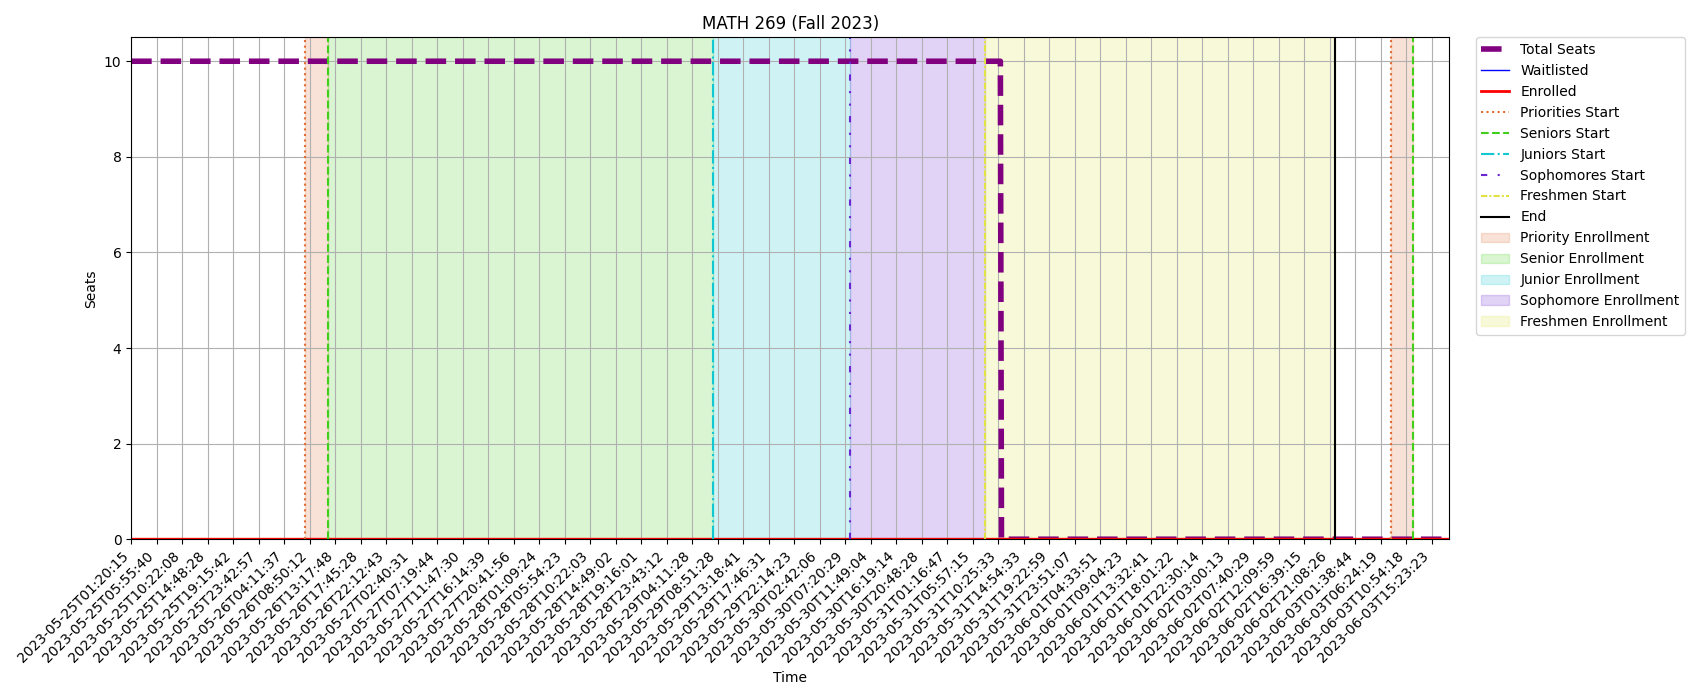 MATH 269 (Fall 2023)
Seats
10
8
6
4
2
0
2023-05-25T01:20:15
2023-05-25T05:55:40
2023-05-25T10:22:08
2023-05-25T14:48:28
2023-05-25T19:15:42
2023-05-25T23:42:57
2023-05-26T04:11:37
2023-05-26T08:50:12
2023-05-26T13:17:48
2023-05-26T17:45:28
2023-05-26T22:12:43
2023-05-27T02:40:31
2023-05-27T07:19:44
2023-05-27T11:47:30
2023-05-27T16:14:39
2023-05-27T20:41:56
2023-05-28T01:09:24
2023-05-28T05:54:23
2023-05-28T10:22:03
2023-05-28T14:49:02
2023-05-28T19:16:01
2023-05-28T23:43:12
2023-05-29T04:11:28
2023-05-29T08:51:28
2023-05-29T13:18:41
2023-05-29T17:46:31
2023-05-29T22:14:23
2023-05-30T02:42:06
2023-05-30T07:20:29
2023-05-30T11:49:04
2023-05-30T16:19:14
2023-05-30T20:48:28
2023-05-31T01:16:47
2023-05-31T05:57:15
2023-05-31T10:25:33
2023-05-31T14:54:33
2023-05-31T19:22:59
2023-05-31T23:51:07
2023-06-01T04:33:51
2023-06-01T09:04:23
2023-06-01T13:32:41
2023-06-01T18:01:22
2023-06-01T22:30:14
2023-06-02T03:00:13
2023-06-02T07:40:29
2023-06-02T12:09:59
2023-06-02T16:39:15
2023-06-02T21:08:26
2023-06-03T01:38:44
2023-06-03T06:24:19
2023-06-03T10:54:18
2023-06-03T15:23:23
Time
Total Seats
Waitlisted
Enrolled
Priorities Start
Seniors Start
Juniors Start
Sophomores Start
Freshmen Start
End
Priority Enrollment
Senior Enrollment
Junior Enrollment
Sophomore Enrollment
Freshmen Enrollment